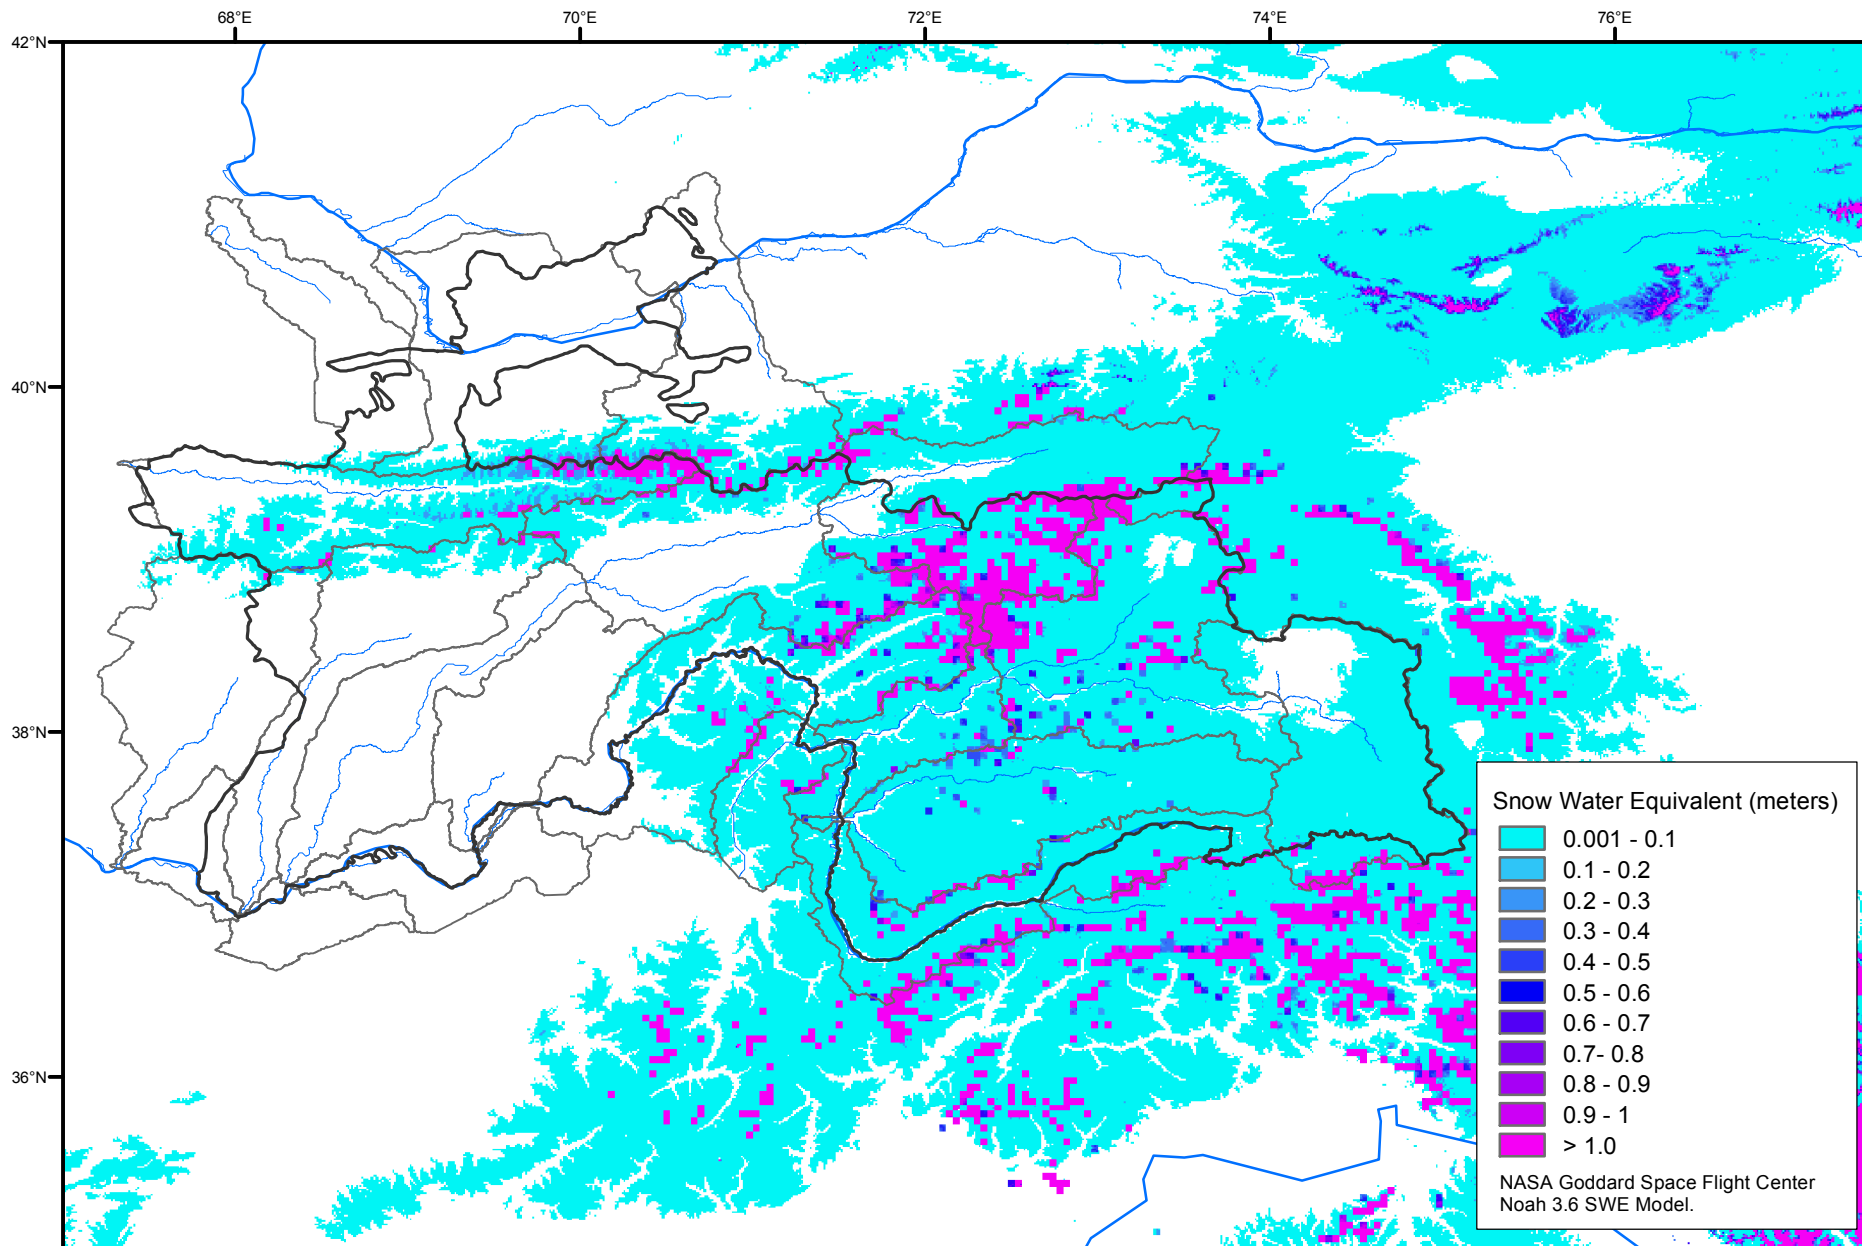 68°E
70°E
72°E
74°E
76°E
42°N
40°N
38°N
36°N
Snow Water Equivalent (meters)
0.001 - 0.1
0.1 - 0.2
0.2 - 0.3
0.3 - 0.4
0.4 - 0.5
0.5 - 0.6
0.6 - 0.7
0.7- 0.8
0.8 - 0.9
0.9 - 1
> 1.0
NASA Goddard Space Flight Center
Noah 3.6 SWE Model.